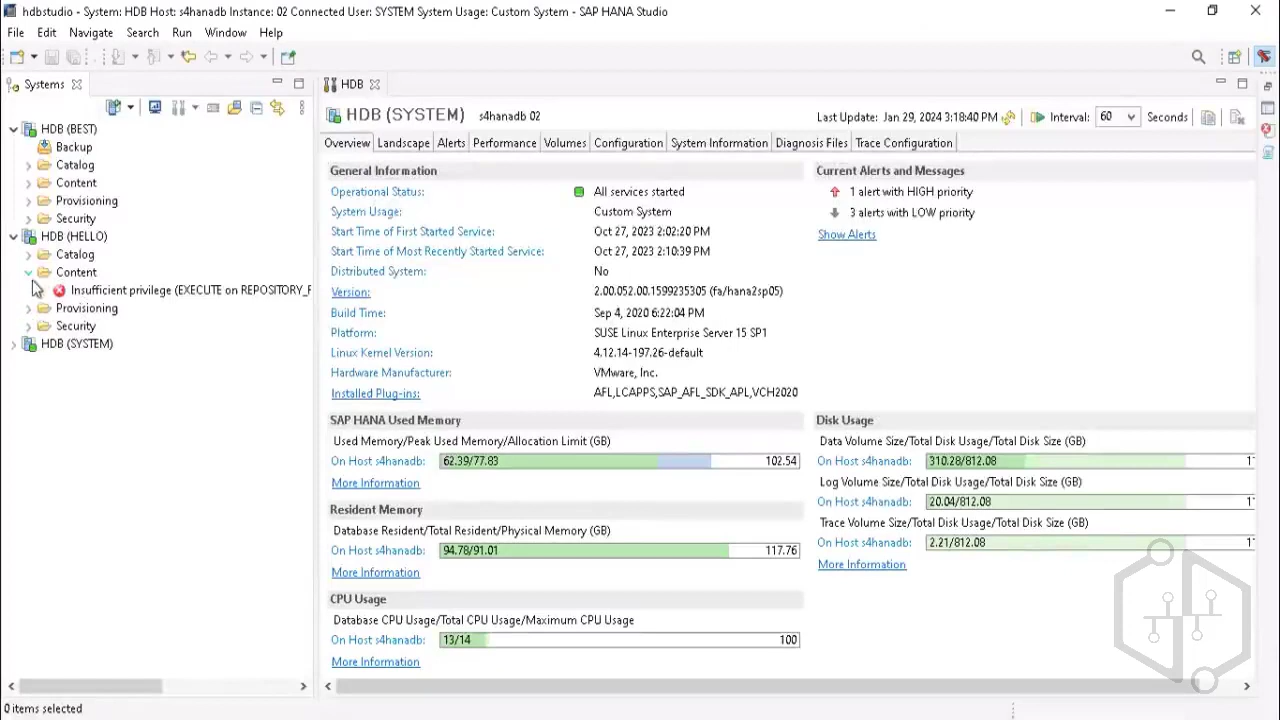 hdbstudio - System: HDB Host: s4hanadb Instance: 02 Connected User: SYSTEM System Usage: Custom System - SAP HANA Studio
File Edit Navigate Search Run Window Help
Systems
HDB (BEST)
Backup
Catalog
Content
Provisioning
Security
HDB (HELLO)
Catalog
Content
Insufficient privilege (EXECUTE on REPOSITORY_
Provisioning
Security
HDB (SYSTEM)
0 items selected
HDB
HDB (SYSTEM) s4hanadb 02
Last Update: Jan 29, 2024 3:18:40 PM Interval: 60 Seconds
Overview Landscape Alerts Performance Volumes Configuration System Information Diagnosis Files Trace Configuration
General Information
Operational Status: All services started
System Usage: Custom System
Start Time of First Started Service: Oct 27, 2023 2:02:20 PM
Start Time of Most Recently Started Service: Oct 27, 2023 2:10:39 PM
Distributed System: No
Version: 2.00.052.00.1599235305 (fa/hana2sp05)
Build Time: Sep 4, 2020 6:22:04 PM
Platform: SUSE Linux Enterprise Server 15 SP1
Linux Kernel Version: 4.12.14-197.26-default
Hardware Manufacturer: VMware, Inc.
Installed Plug-ins: AFL,LCAPPS,SAP_AFL_SDK_APL,VCH2020
Current Alerts and Messages
1 alert with HIGH priority
3 alerts with LOW priority
Show Alerts
SAP HANA Used Memory
Used Memory/Peak Used Memory/Allocation Limit (GB)
On Host s4hanadb: 62.39/77.83 102.54
More Information
Resident Memory
Database Resident/Total Resident/Physical Memory (GB)
On Host s4hanadb: 94.78/91.01 117.76
More Information
CPU Usage
Database CPU Usage/Total CPU Usage/Maximum CPU Usage
On Host s4hanadb: 13/14 100
More Information
Disk Usage
Data Volume Size/Total Disk Usage/Total Disk Size (GB)
On Host s4hanadb: 310.28/812.08
Log Volume Size/Total Disk Usage/Total Disk Size (GB)
On Host s4hanadb: 20.04/812.08
Trace Volume Size/Total Disk Usage/Total Disk Size (GB)
On Host s4hanadb: 2.21/812.08
More Information